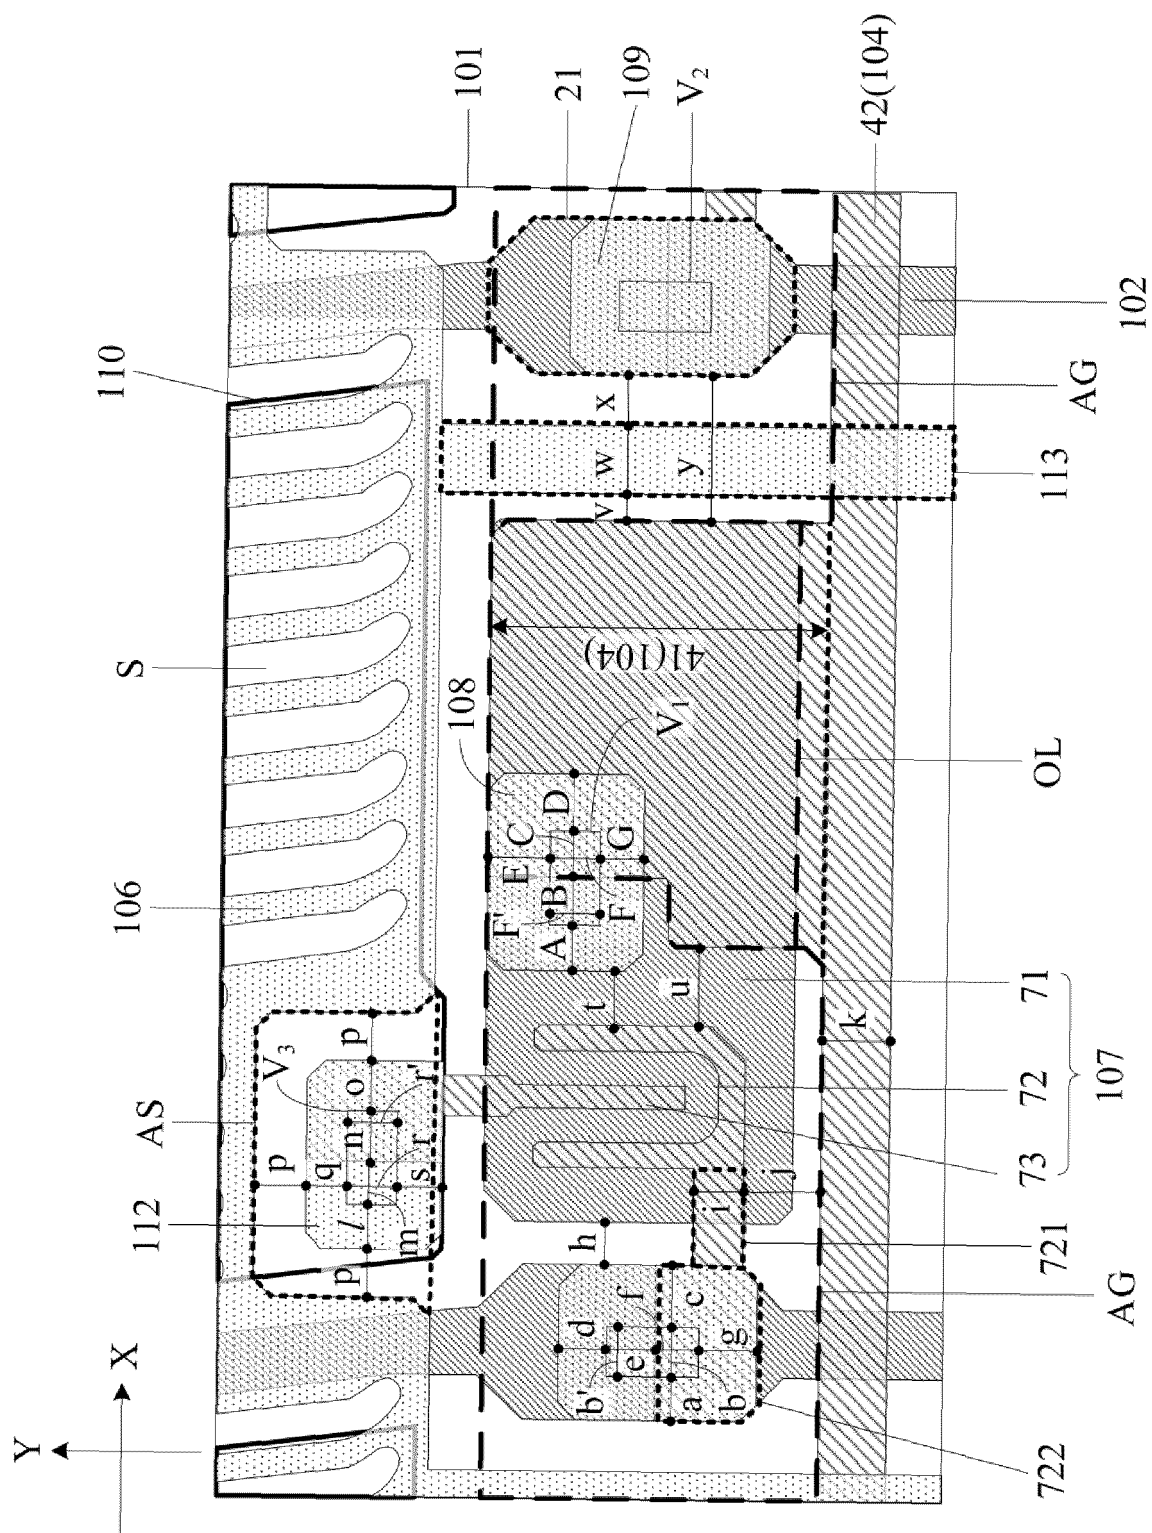 Y
X
AS
112
106
S
110
101
21
109
V2
42(104)
p
p
p
q
V3
l
m
n
o
r
r'
s
108
V1
41(104)
A
B
C
D
E
F
F'
G
t
u
v
w
x
y
h
i
j
k
a
b
b'
c
d
e
f
g
722
AG
721
73
72
71
107
OL
113
AG
102